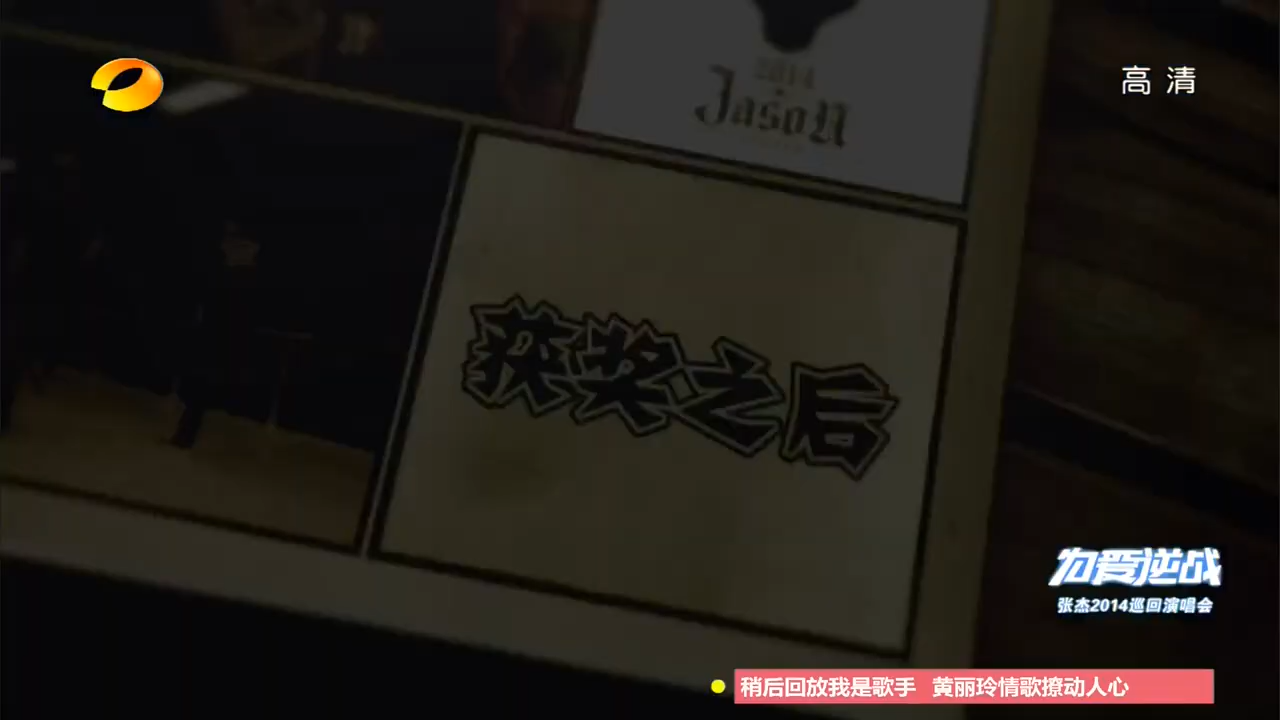 高清
2014
Jason
获奖之后
为爱逆战
张杰2014巡回演唱会
稍后回放我是歌手 黄丽玲情歌撩动人心